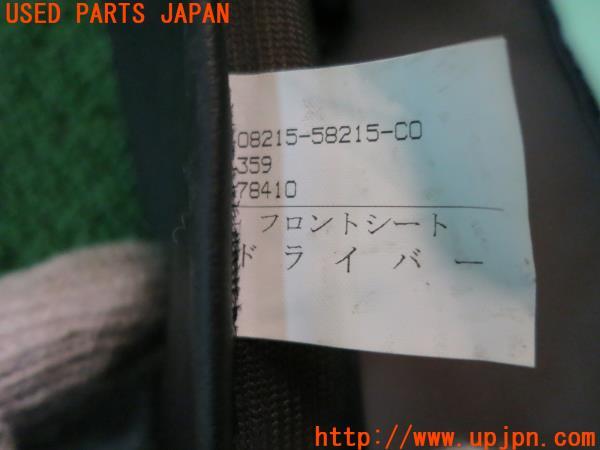 USED PARTS JAPAN
08215-58215-C0
359
78410
フロントシート
ドライバー
http:// www.upjpn.com